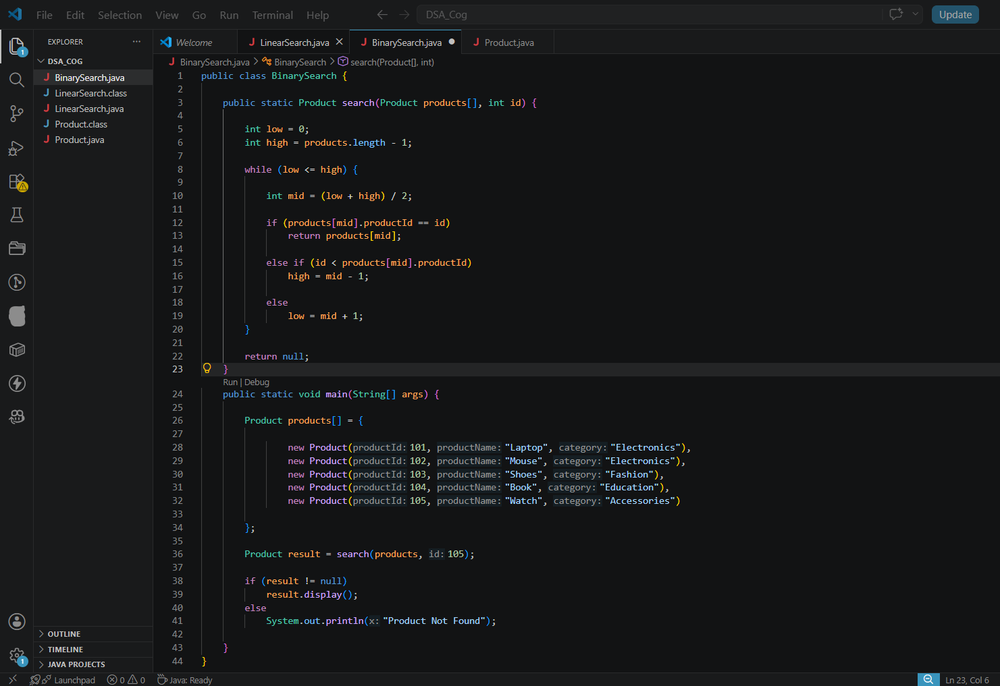 File Edit Selection View Go Run Terminal Help
DSA_Cog
Update
EXPLORER ...
DSA_COG
BinarySearch.java
LinearSearch.class
LinearSearch.java
Product.class
Product.java
OUTLINE
TIMELINE
JAVA PROJECTS
1
1
Welcome LinearSearch.java BinarySearch.java Product.java
BinarySearch.java > BinarySearch > search(Product[], int)
1 public class BinarySearch {
2
3 public static Product search(Product products[], int id) {
4
5 int low = 0;
6 int high = products.length - 1;
7
8 while (low <= high) {
9
10 int mid = (low + high) / 2;
11
12 if (products[mid].productId == id)
13 return products[mid];
14
15 else if (id < products[mid].productId)
16 high = mid - 1;
17
18 else
19 low = mid + 1;
20 }
21
22 return null;
23 }
Run | Debug
24 public static void main(String[] args) {
25
26 Product products[] = {
27
28 new Product(productId: 101, productName: "Laptop", category: "Electronics"),
29 new Product(productId: 102, productName: "Mouse", category: "Electronics"),
30 new Product(productId: 103, productName: "Shoes", category: "Fashion"),
31 new Product(productId: 104, productName: "Book", category: "Education"),
32 new Product(productId: 105, productName: "Watch", category: "Accessories")
33
34 };
35
36 Product result = search(products, id: 105);
37
38 if (result != null)
39 result.display();
40 else
41 System.out.println(x: "Product Not Found");
42
43 }
44 }
Launchpad 0 0 Java: Ready Ln 23, Col 6